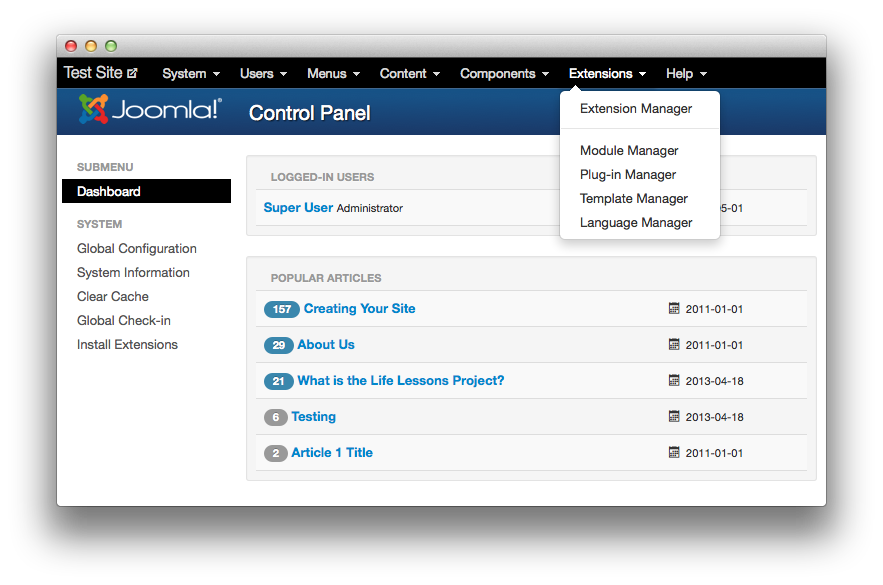 Test Site System Users Menus Content Components Extensions Help
Joomla!® Control Panel
Extension Manager
Module Manager
Plug-in Manager
Template Manager
Language Manager
SUBMENU
Dashboard
SYSTEM
Global Configuration
System Information
Clear Cache
Global Check-in
Install Extensions
LOGGED-IN USERS
Super User Administrator 5-01
POPULAR ARTICLES
157 Creating Your Site 2011-01-01
29 About Us 2011-01-01
21 What is the Life Lessons Project? 2013-04-18
6 Testing 2013-04-18
2 Article 1 Title 2011-01-01